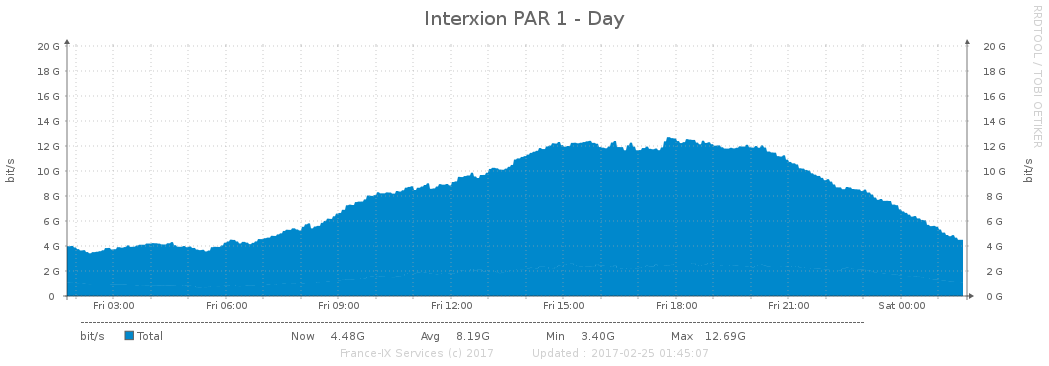 Interxion PAR 1 - Day
RRDTOOL / TOBI OETIKER
bit/s
bit/s
20 G 20 G
18 G 18 G
16 G 16 G
14 G 14 G
12 G 12 G
10 G 10 G
8 G 8 G
6 G 6 G
4 G 4 G
2 G 2 G
0 0 G
Fri 03:00 Fri 06:00 Fri 09:00 Fri 12:00 Fri 15:00 Fri 18:00 Fri 21:00 Sat 00:00
bit/s Total Now 4.48G Avg 8.19G Min 3.40G Max 12.69G
France-IX Services (c) 2017 Updated : 2017-02-25 01:45:07